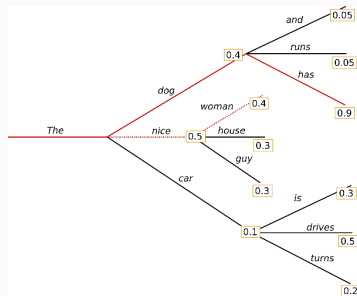 and
0.05
0.4
runs
0.05
has
dog
woman
0.4
0.9
The
nice
0.5
house
0.3
guy
car
0.3
is
0.3
0.1
drives
0.5
turns
0.2